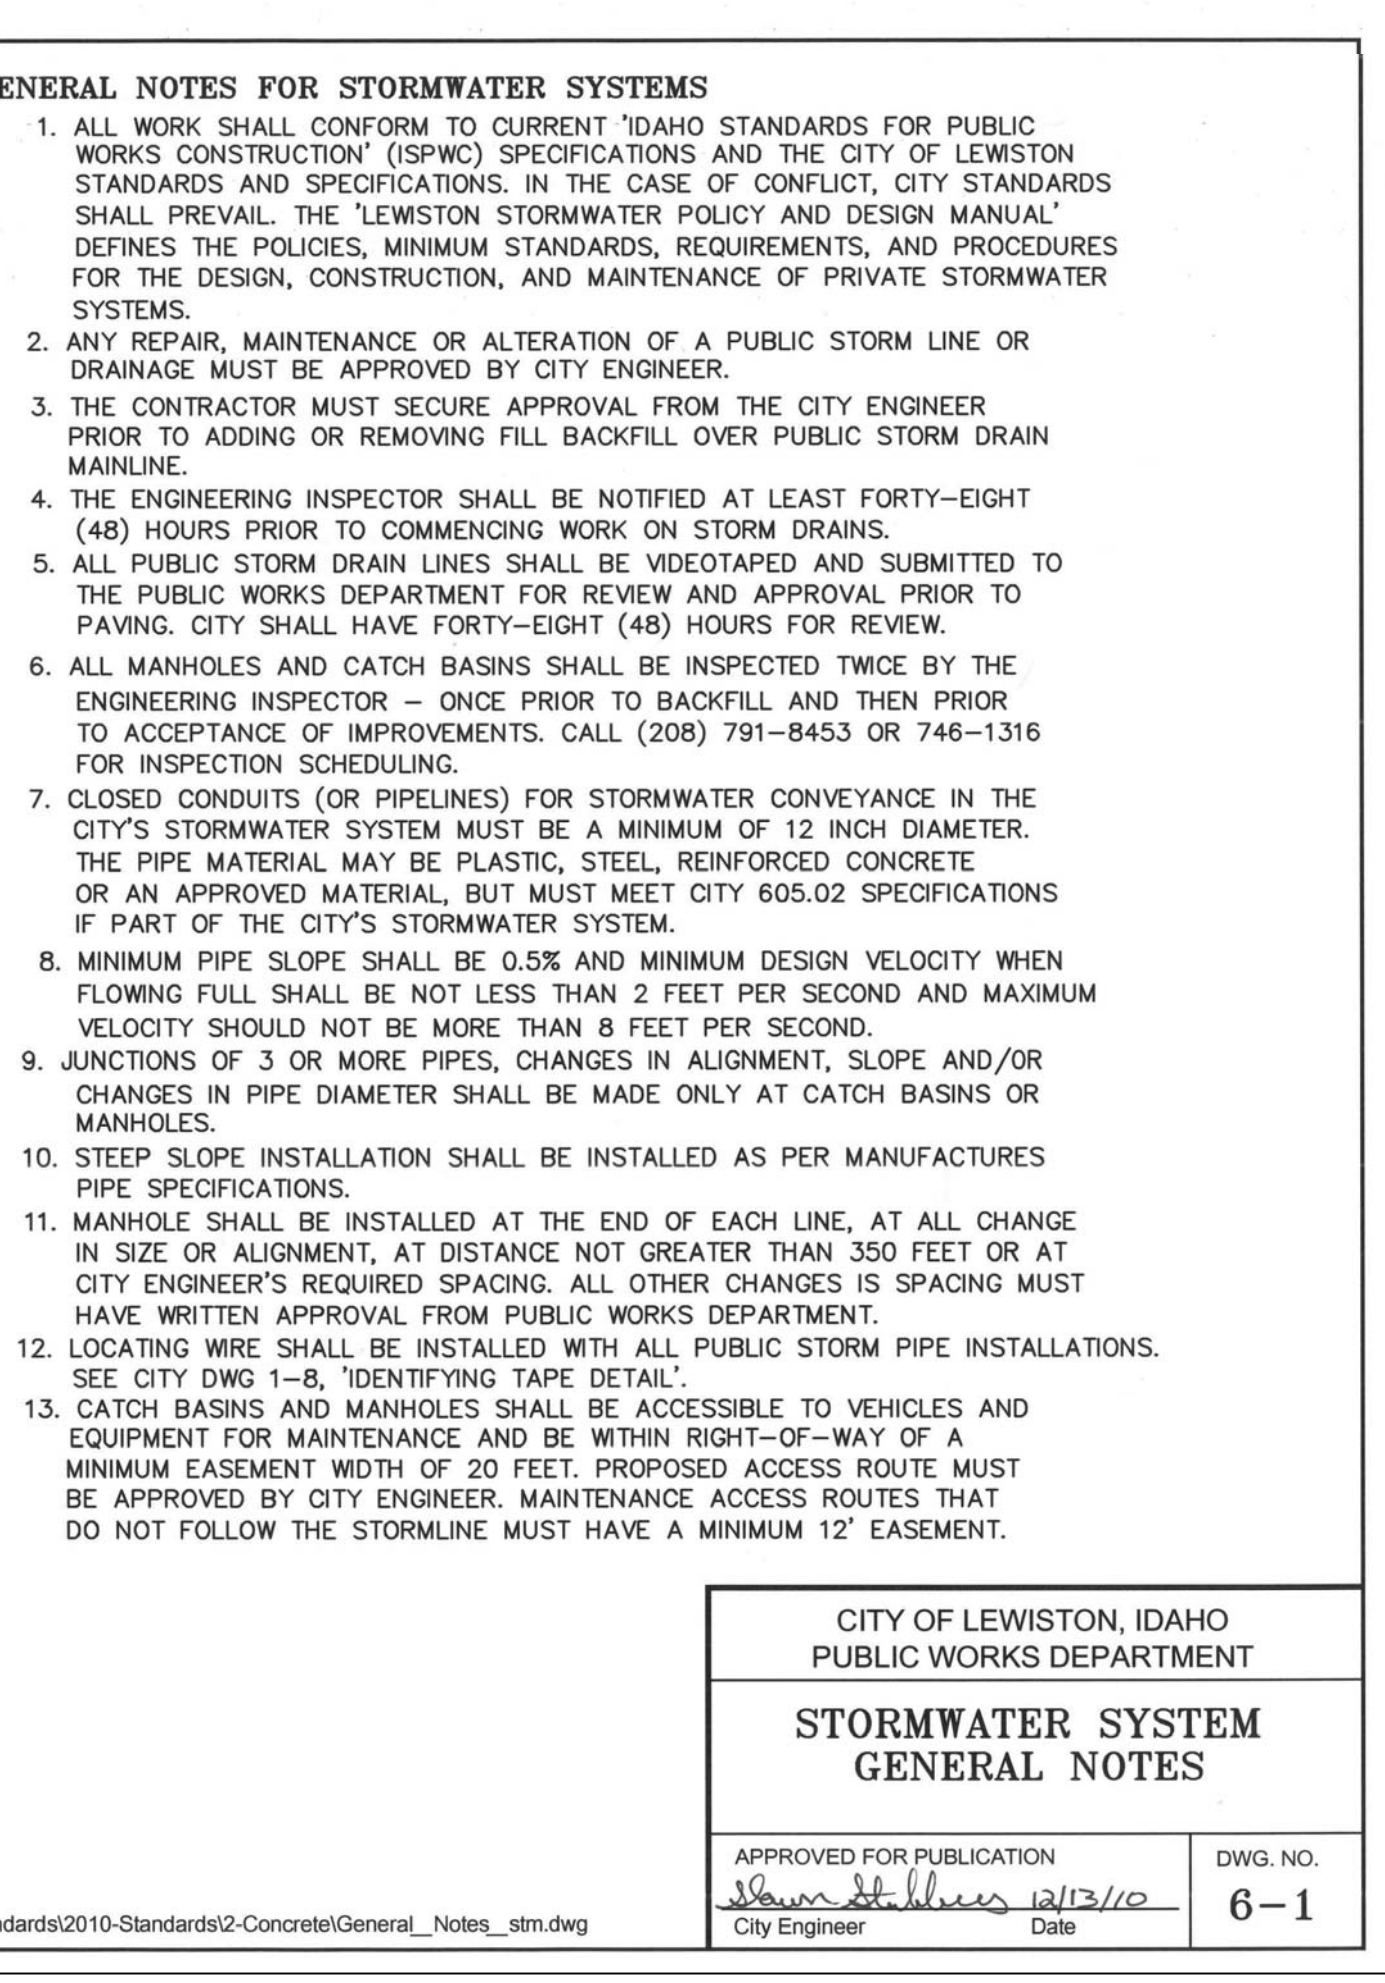 ENERAL NOTES FOR STORMWATER SYSTEMS
1. ALL WORK SHALL CONFORM TO CURRENT 'IDAHO STANDARDS FOR PUBLIC
WORKS CONSTRUCTION' (ISPWC) SPECIFICATIONS AND THE CITY OF LEWISTON
STANDARDS AND SPECIFICATIONS. IN THE CASE OF CONFLICT, CITY STANDARDS
SHALL PREVAIL. THE 'LEWISTON STORMWATER POLICY AND DESIGN MANUAL'
DEFINES THE POLICIES, MINIMUM STANDARDS, REQUIREMENTS, AND PROCEDURES
FOR THE DESIGN, CONSTRUCTION, AND MAINTENANCE OF PRIVATE STORMWATER
SYSTEMS.
2. ANY REPAIR, MAINTENANCE OR ALTERATION OF A PUBLIC STORM LINE OR
DRAINAGE MUST BE APPROVED BY CITY ENGINEER.
3. THE CONTRACTOR MUST SECURE APPROVAL FROM THE CITY ENGINEER
PRIOR TO ADDING OR REMOVING FILL BACKFILL OVER PUBLIC STORM DRAIN
MAINLINE.
4. THE ENGINEERING INSPECTOR SHALL BE NOTIFIED AT LEAST FORTY-EIGHT
(48) HOURS PRIOR TO COMMENCING WORK ON STORM DRAINS.
5. ALL PUBLIC STORM DRAIN LINES SHALL BE VIDEOTAPED AND SUBMITTED TO
THE PUBLIC WORKS DEPARTMENT FOR REVIEW AND APPROVAL PRIOR TO
PAVING. CITY SHALL HAVE FORTY-EIGHT (48) HOURS FOR REVIEW.
6. ALL MANHOLES AND CATCH BASINS SHALL BE INSPECTED TWICE BY THE
ENGINEERING INSPECTOR - ONCE PRIOR TO BACKFILL AND THEN PRIOR
TO ACCEPTANCE OF IMPROVEMENTS. CALL (208) 791-8453 OR 746-1316
FOR INSPECTION SCHEDULING.
7. CLOSED CONDUITS (OR PIPELINES) FOR STORMWATER CONVEYANCE IN THE
CITY'S STORMWATER SYSTEM MUST BE A MINIMUM OF 12 INCH DIAMETER.
THE PIPE MATERIAL MAY BE PLASTIC, STEEL, REINFORCED CONCRETE
OR AN APPROVED MATERIAL, BUT MUST MEET CITY 605.02 SPECIFICATIONS
IF PART OF THE CITY'S STORMWATER SYSTEM.
8. MINIMUM PIPE SLOPE SHALL BE 0.5% AND MINIMUM DESIGN VELOCITY WHEN
FLOWING FULL SHALL BE NOT LESS THAN 2 FEET PER SECOND AND MAXIMUM
VELOCITY SHOULD NOT BE MORE THAN 8 FEET PER SECOND.
9. JUNCTIONS OF 3 OR MORE PIPES, CHANGES IN ALIGNMENT, SLOPE AND/OR
CHANGES IN PIPE DIAMETER SHALL BE MADE ONLY AT CATCH BASINS OR
MANHOLES.
10. STEEP SLOPE INSTALLATION SHALL BE INSTALLED AS PER MANUFACTURES
PIPE SPECIFICATIONS.
11. MANHOLE SHALL BE INSTALLED AT THE END OF EACH LINE, AT ALL CHANGE
IN SIZE OR ALIGNMENT, AT DISTANCE NOT GREATER THAN 350 FEET OR AT
CITY ENGINEER'S REQUIRED SPACING. ALL OTHER CHANGES IS SPACING MUST
HAVE WRITTEN APPROVAL FROM PUBLIC WORKS DEPARTMENT.
12. LOCATING WIRE SHALL BE INSTALLED WITH ALL PUBLIC STORM PIPE INSTALLATIONS.
SEE CITY DWG 1-8, 'IDENTIFYING TAPE DETAIL'.
13. CATCH BASINS AND MANHOLES SHALL BE ACCESSIBLE TO VEHICLES AND
EQUIPMENT FOR MAINTENANCE AND BE WITHIN RIGHT-OF-WAY OF A
MINIMUM EASEMENT WIDTH OF 20 FEET. PROPOSED ACCESS ROUTE MUST
BE APPROVED BY CITY ENGINEER. MAINTENANCE ACCESS ROUTES THAT
DO NOT FOLLOW THE STORMLINE MUST HAVE A MINIMUM 12' EASEMENT.
CITY OF LEWISTON, IDAHO
PUBLIC WORKS DEPARTMENT
STORMWATER SYSTEM
GENERAL NOTES
APPROVED FOR PUBLICATION
Shawn Stubbers 12/13/10
City Engineer Date
DWG. NO.
6-1
dards\2010-Standards\2-Concrete\General__Notes__stm.dwg